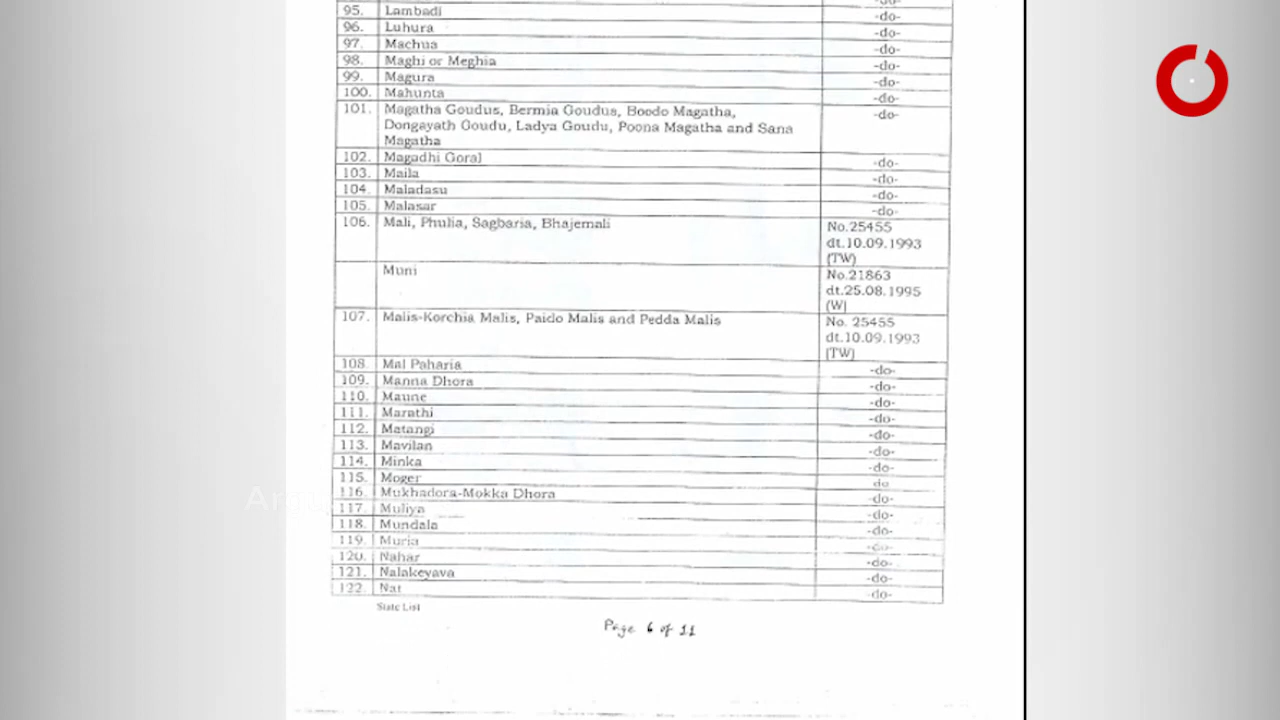 -do-
95. Lambadi -do-
96. Luhura -do-
97. Machua -do-
98. Maghi or Meghia -do-
99. Magura -do-
100. Mahunta -do-
101. Magatha Goudus, Bermia Goudus, Boodo Magatha, -do-
Dongayath Goudu, Ladya Goudu, Poona Magatha and Sana
Magatha
102. Magadhi Goral -do-
103. Maila -do-
104. Maladasu -do-
105. Malasar -do-
106. Mali, Phulia, Sagbaria, Bhajemali No.25455
dt.10.09.1993
(TW)
Muni No.21863
dt.25.08.1995
(W)
107. Malis-Korchia Malis, Paido Malis and Pedda Malis No. 25455
dt.10.09.1993
(TW)
108. Mal Paharia -do-
109. Manna Dhora -do-
110. Maune -do-
111. Marathi -do-
112. Matangi -do-
113. Mavilan -do-
114. Minka -do-
115. Moger do
116. Mukhadora-Mokka Dhora -do-
117. Muliya -do-
118. Mundala -do-
119. Muria -do-
120. Nahar -do-
121. Nalakeyava -do-
122. Nat -do-
State List
Page 6 of 11